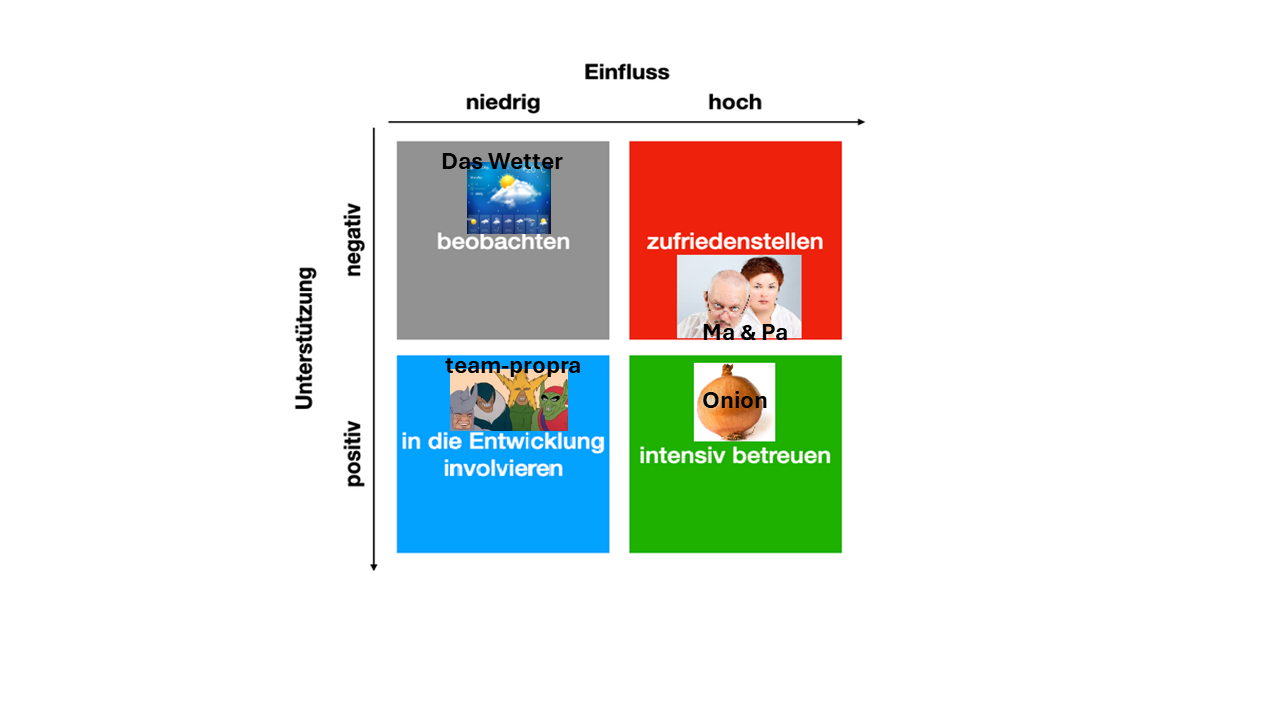 Einfluss
niedrig
hoch
Unterstützung
negativ
positiv
Das Wetter
beobachten
zufriedenstellen
Ma & Pa
team-propra
in die Entwicklung
involvieren
Onion
intensiv betreuen